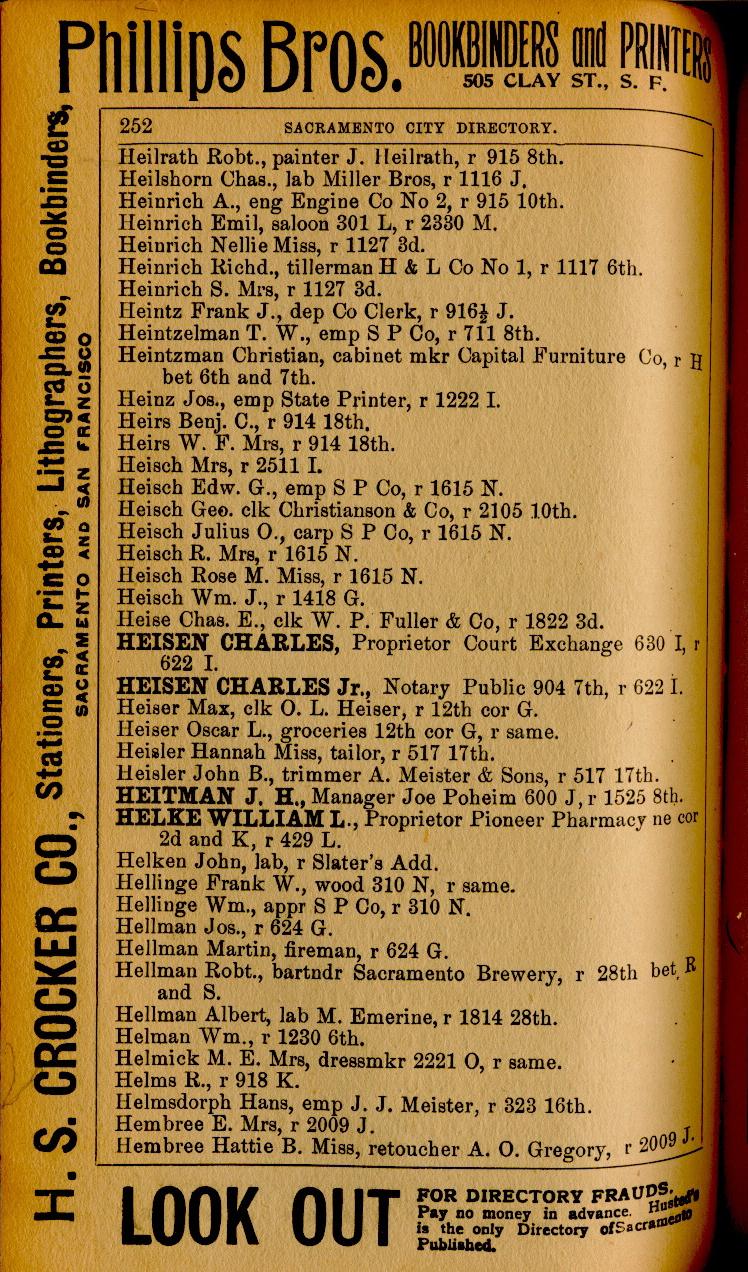 Phillips Bros. BOOKBINDERS and PRINTERS
505 CLAY ST., S. F.
H. S. CROCKER CO., Stationers, Printers, Lithographers, Bookbinders,
SACRAMENTO AND SAN FRANCISCO
252 SACRAMENTO CITY DIRECTORY.
Heilrath Robt., painter J. Heilrath, r 915 8th.
Heilshorn Chas., lab Miller Bros, r 1116 J.
Heinrich A., eng Engine Co No 2, r 915 10th.
Heinrich Emil, saloon 301 L, r 2330 M.
Heinrich Nellie Miss, r 1127 3d.
Heinrich Richd., tillerman H & L Co No 1, r 1117 6th.
Heinrich S. Mrs, r 1127 3d.
Heintz Frank J., dep Co Clerk, r 916½ J.
Heintzelman T. W., emp S P Co, r 711 8th.
Heintzman Christian, cabinet mkr Capital Furniture Co, r H
bet 6th and 7th.
Heinz Jos., emp State Printer, r 1222 I.
Heirs Benj. C., r 914 18th.
Heirs W. F. Mrs, r 914 18th.
Heisch Mrs, r 2511 I.
Heisch Edw. G., emp S P Co, r 1615 N.
Heisch Geo. clk Christianson & Co, r 2105 10th.
Heisch Julius O., carp S P Co, r 1615 N.
Heisch R. Mrs, r 1615 N.
Heisch Rose M. Miss, r 1615 N.
Heisch Wm. J., r 1418 G.
Heise Chas. E., clk W. P. Fuller & Co, r 1822 3d.
HEISEN CHARLES, Proprietor Court Exchange 630 I, r
622 I.
HEISEN CHARLES Jr., Notary Public 904 7th, r 622 I.
Heiser Max, clk O. L. Heiser, r 12th cor G.
Heiser Oscar L., groceries 12th cor G, r same.
Heisler Hannah Miss, tailor, r 517 17th.
Heisler John B., trimmer A. Meister & Sons, r 517 17th.
HEITMAN J. H., Manager Joe Poheim 600 J, r 1525 8th.
HELKE WILLIAM L., Proprietor Pioneer Pharmacy ne cor
2d and K, r 429 L.
Helken John, lab, r Slater's Add.
Hellinge Frank W., wood 310 N, r same.
Hellinge Wm., appr S P Co, r 310 N.
Hellman Jos., r 624 G.
Hellman Martin, fireman, r 624 G.
Hellman Robt., bartndr Sacramento Brewery, r 28th bet R
and S.
Hellman Albert, lab M. Emerine, r 1814 28th.
Helman Wm., r 1230 6th.
Helmick M. E. Mrs, dressmkr 2221 O, r same.
Helms R., r 918 K.
Helmsdorph Hans, emp J. J. Meister, r 323 16th.
Hembree E. Mrs, r 2009 J.
Hembree Hattie B. Miss, retoucher A. O. Gregory, r 2009 J.
LOOK OUT FOR DIRECTORY FRAUDS.
Pay no money in advance. Husted's
is the only Directory of Sacramento
Published.